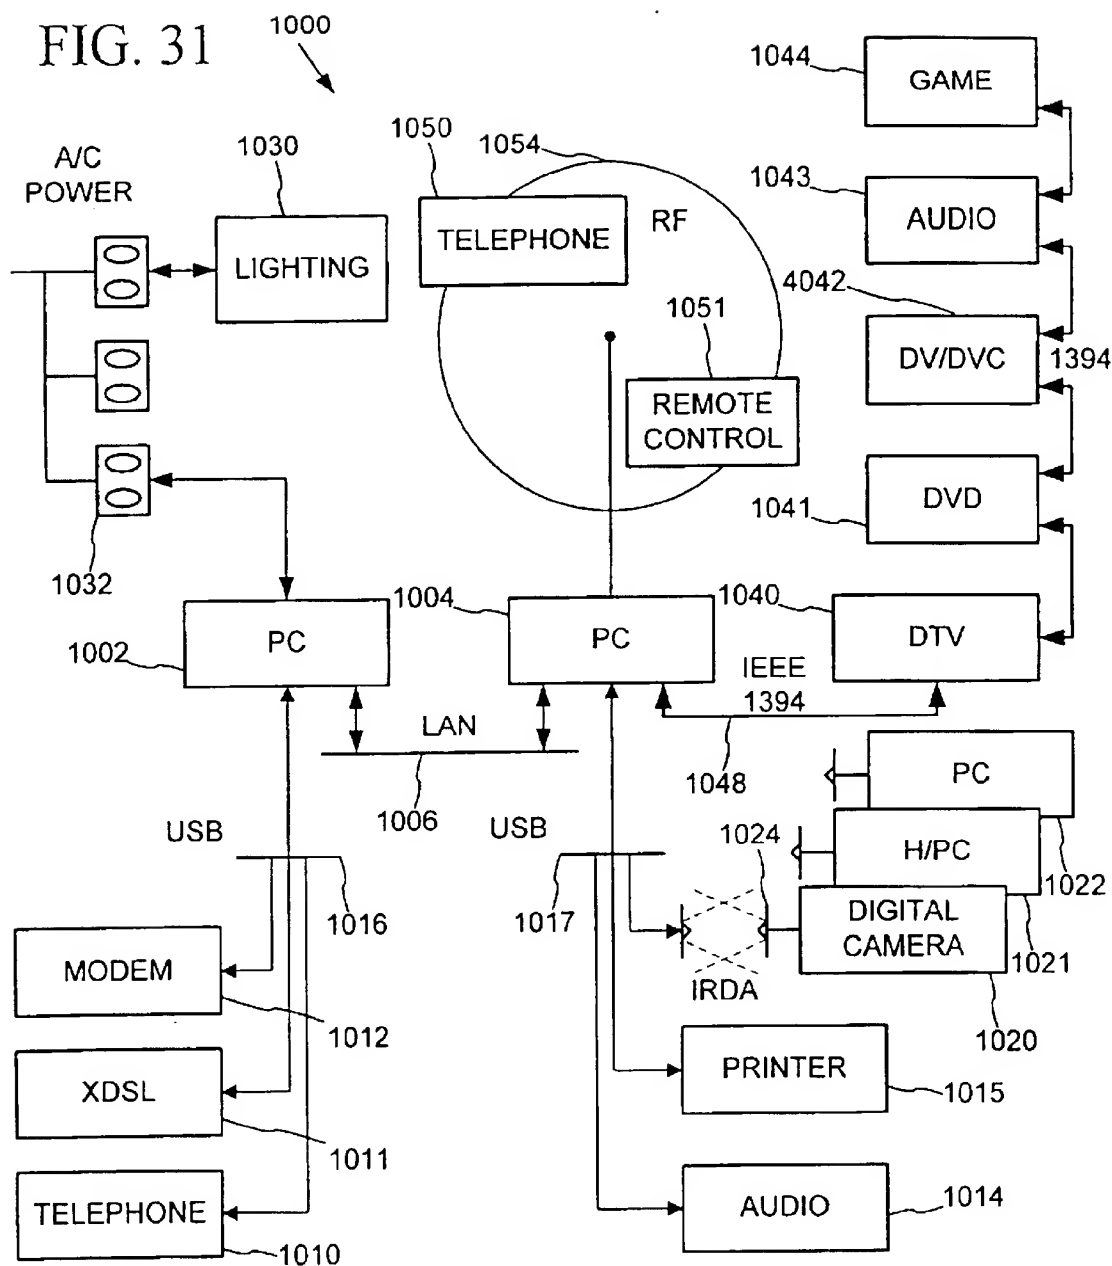 FIG. 31
1000
1044
GAME
A/C
POWER
1030
1050
1054
1043
AUDIO
LIGHTING
TELEPHONE
RF
4042
1051
DV/DVC
1394
REMOTE
CONTROL
DVD
1041
1032
1004
1040
PC
PC
DTV
1002
IEEE
1394
LAN
1048
PC
1006
USB
USB
1024
H/PC
1022
1016
1017
DIGITAL
CAMERA
1021
MODEM
IRDA
1012
1020
XDSL
PRINTER
1015
1011
TELEPHONE
AUDIO
1014
1010